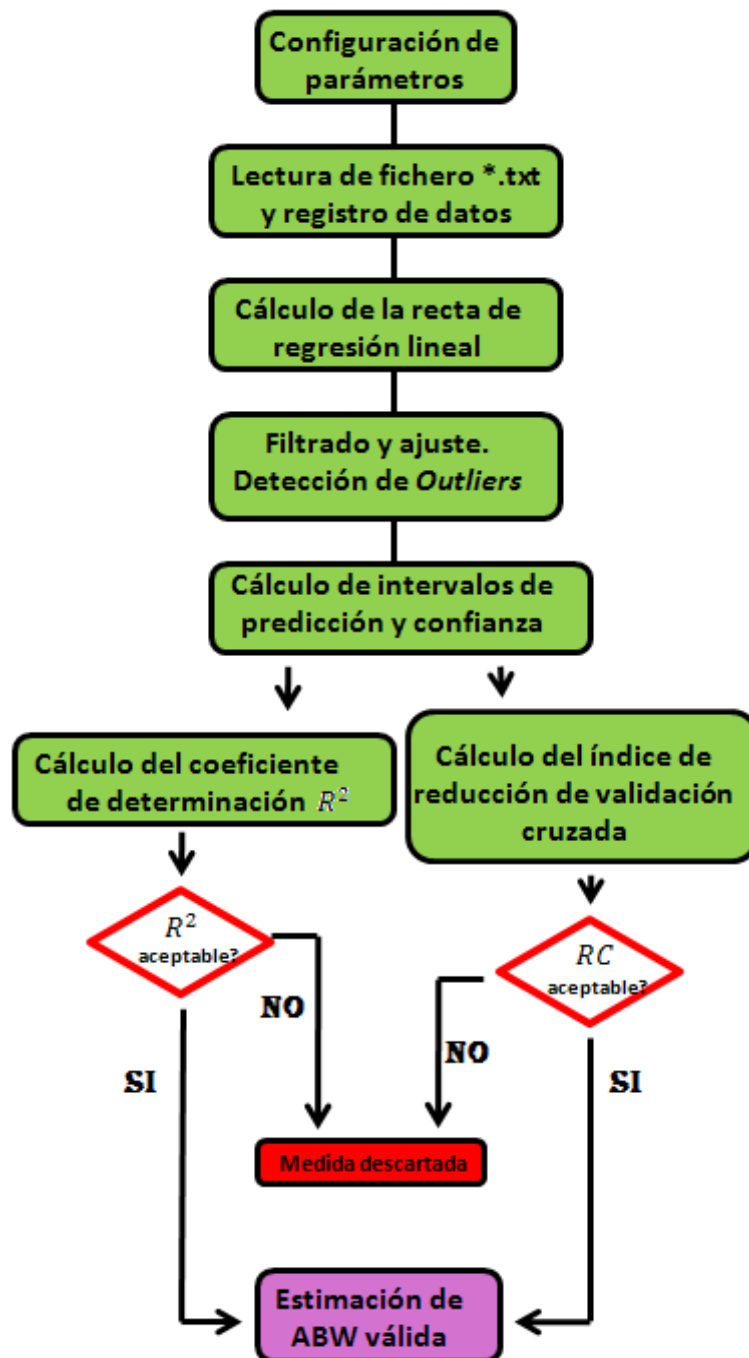 Configuración de
parámetros
Lectura de fichero *.txt
y registro de datos
Cálculo de la recta de
regresión lineal
Filtrado y ajuste.
Detección de Outliers
Cálculo de intervalos de
predicción y confianza
Cálculo del coeficiente
de determinación R²
Cálculo del índice de
reducción de validación
cruzada
R²
aceptable?
RC
aceptable?
NO
NO
SI
SI
Medida descartada
Estimación de
ABW válida